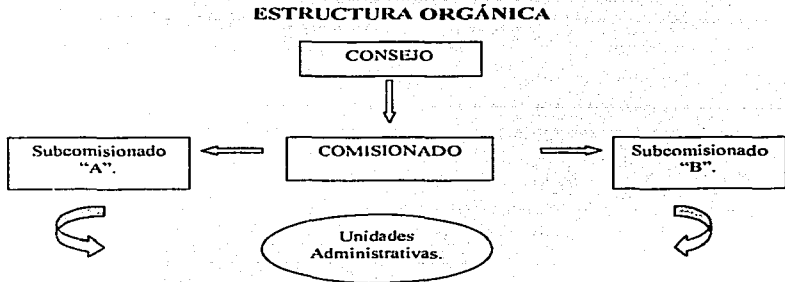 ESTRUCTURA ORGÁNICA
CONSEJO
Subcomisionado
"A".
COMISIONADO
Subcomisionado
"B".
Unidades
Administrativas.